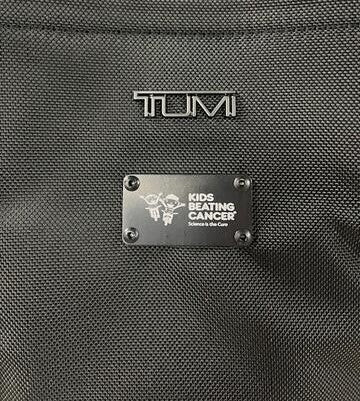 TUMI
KIDS
BEATING
CANCER®
Science is the Cure